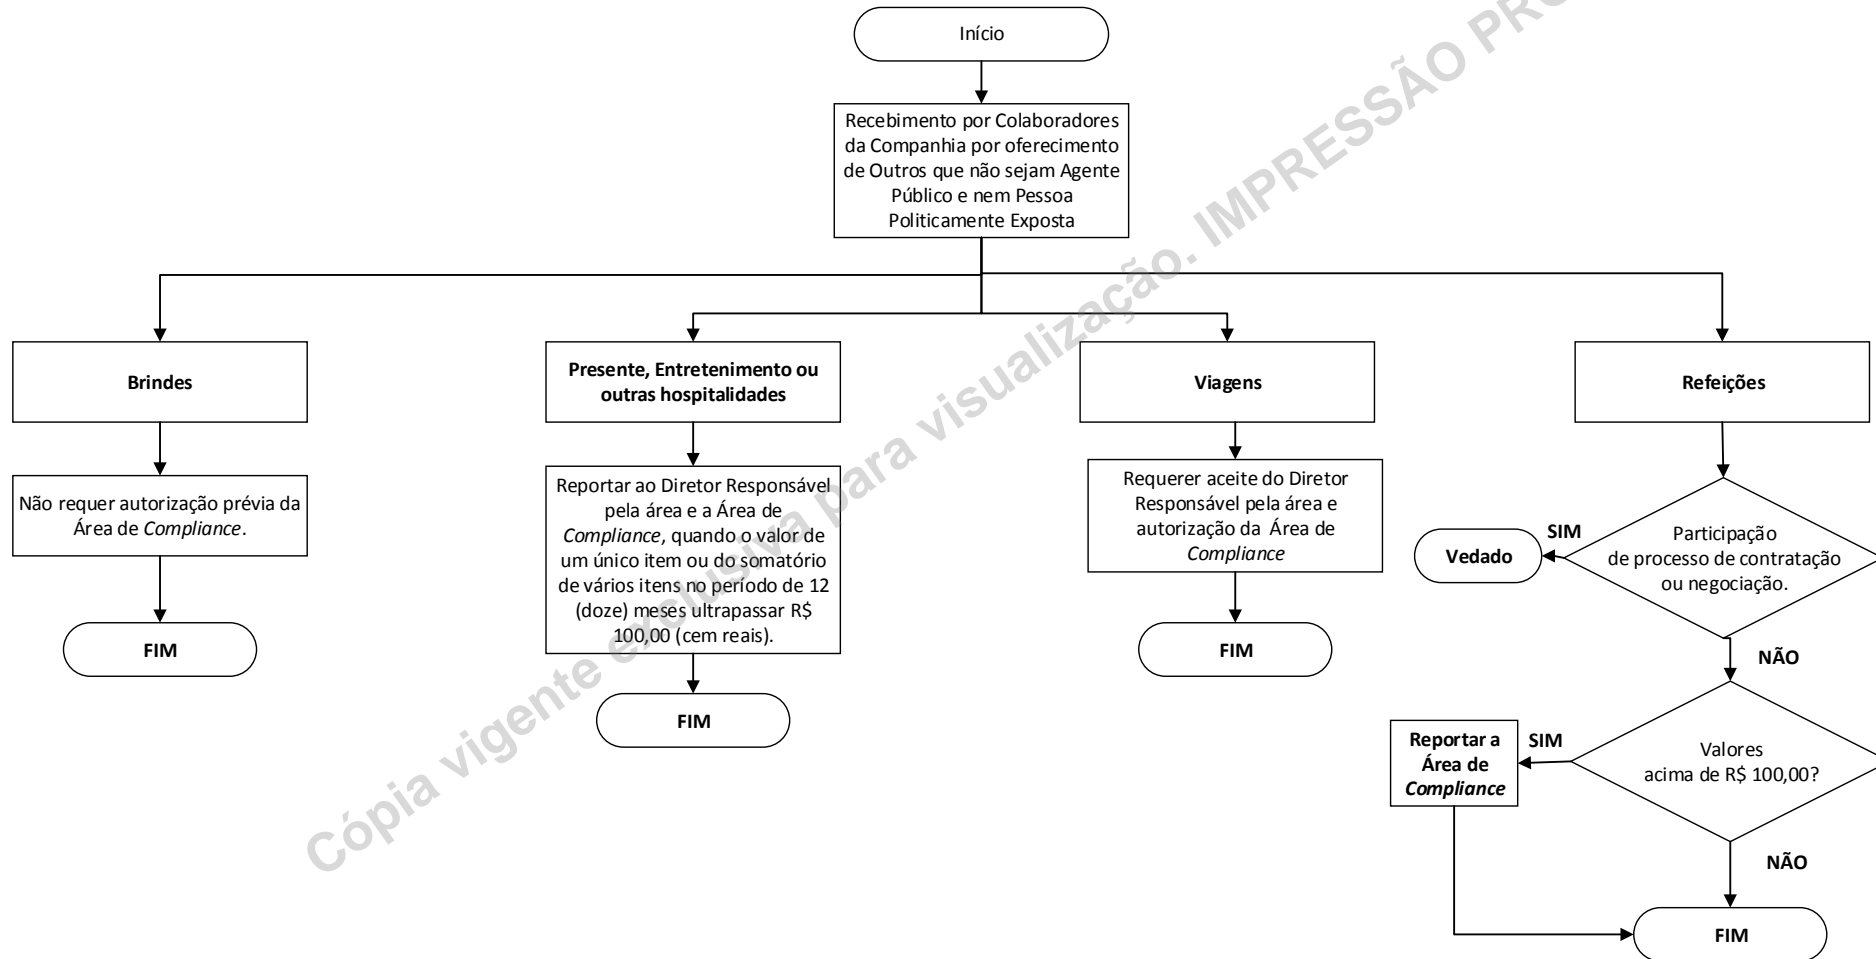 Início
Recebimento por Colaboradores
da Companhia por oferecimento
de Outros que não sejam Agente
Público e nem Pessoa
Politicamente Exposta
Brindes
Presente, Entretenimento ou
outras hospitalidades
Viagens
Refeições
Não requer autorização prévia da
Área de Compliance.
FIM
Reportar ao Diretor Responsável
pela área e a Área de
Compliance, quando o valor de
um único item ou do somatório
de vários itens no período de 12
(doze) meses ultrapassar R$
100,00 (cem reais).
FIM
Requerer aceite do Diretor
Responsável pela área e
autorização da Área de
Compliance
FIM
Participação
de processo de contratação
ou negociação.
SIM
Vedado
NÃO
Valores
acima de R$ 100,00?
SIM
Reportar a
Área de
Compliance
NÃO
FIM
Cópia vigente exclusiva para visualização. IMPRESSÃO